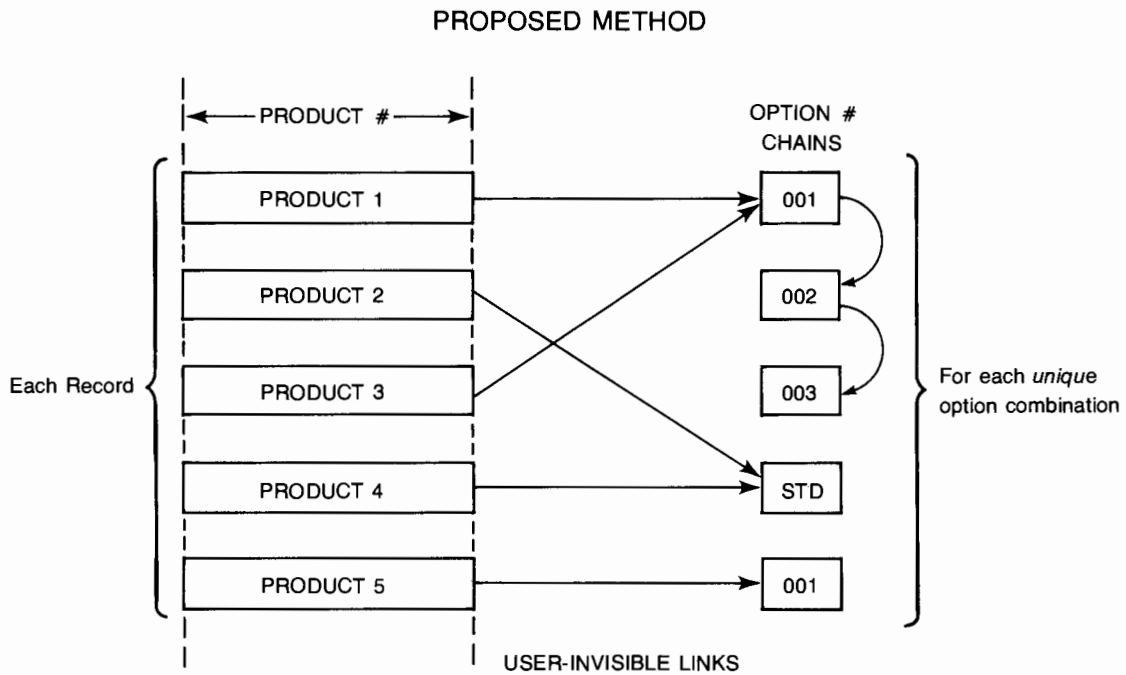 PROPOSED METHOD
PRODUCT #
OPTION #
CHAINS
PRODUCT 1
001
PRODUCT 2
002
Each Record
PRODUCT 3
003
For each unique
option combination
PRODUCT 4
STD
PRODUCT 5
001
USER-INVISIBLE LINKS